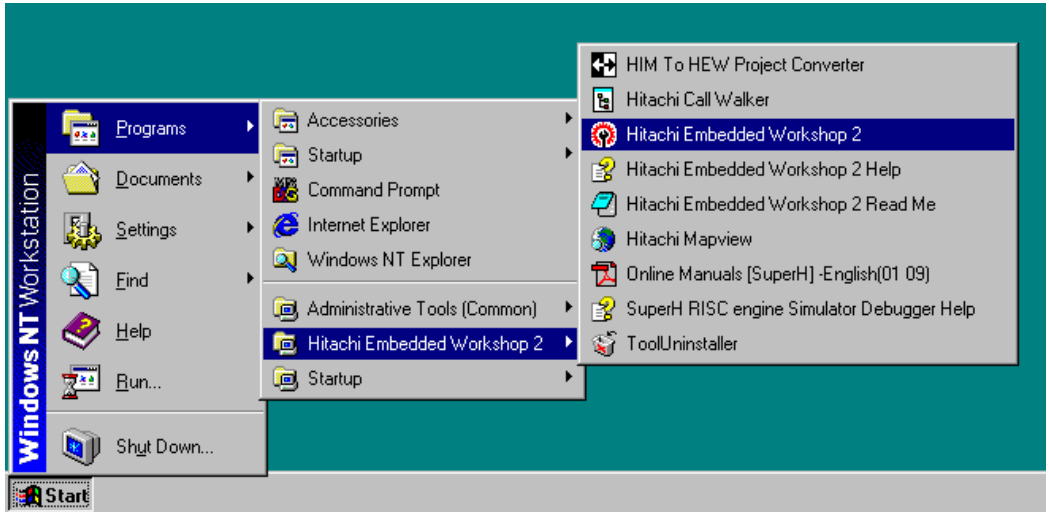 Windows NT Workstation
Programs
Documents
Settings
Find
Help
Run...
Shut Down...
Start
Accessories
Startup
Command Prompt
Internet Explorer
Windows NT Explorer
Administrative Tools (Common)
Hitachi Embedded Workshop 2
Startup
HIM To HEW Project Converter
Hitachi Call Walker
Hitachi Embedded Workshop 2
Hitachi Embedded Workshop 2 Help
Hitachi Embedded Workshop 2 Read Me
Hitachi Mapview
Online Manuals [SuperH] -English(01 09)
SuperH RISC engine Simulator Debugger Help
ToolUninstaller